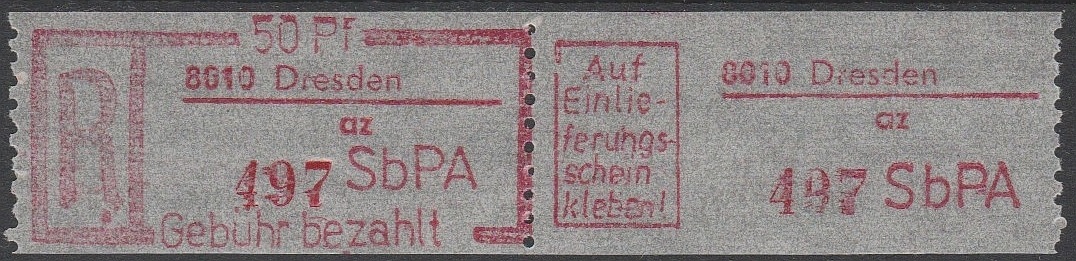 50 Pf
R
8010 Dresden
az
497 SbPA
Gebühr bezahlt
Auf
Einlie-
ferungs-
schein
kleben!
8010 Dresden
az
497 SbPA